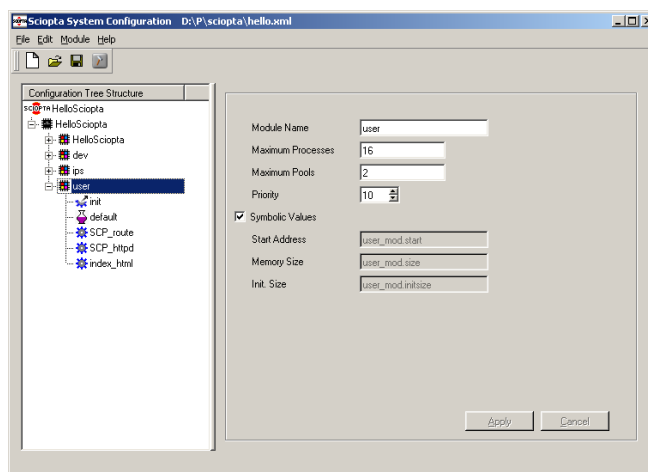 Sciopta System Configuration D:\P\sciopta\hello.xml
File Edit Module Help
Configuration Tree Structure
SCIOPTA HelloSciopta
HelloSciopta
HelloSciopta
dev
ips
user
init
default
SCP_route
SCP_httpd
index_html
Module Name user
Maximum Processes 16
Maximum Pools 2
Priority 10
Symbolic Values
Start Address user_mod.start
Memory Size user_mod.size
Init. Size user_mod.initsize
Apply Cancel